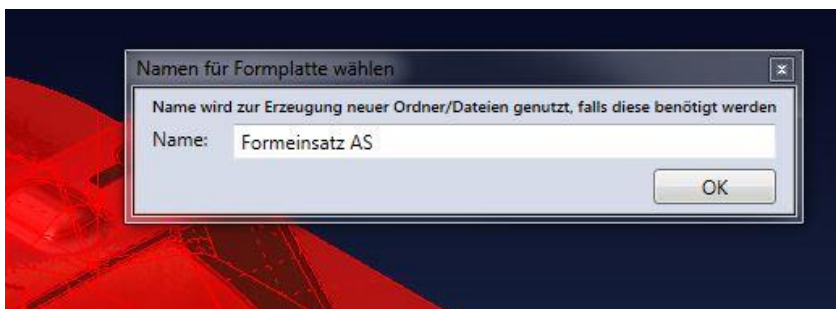 Namen für Formplatte wählen
Name wird zur Erzeugung neuer Ordner/Dateien genutzt, falls diese benötigt werden
Name: Formeinsatz AS
OK